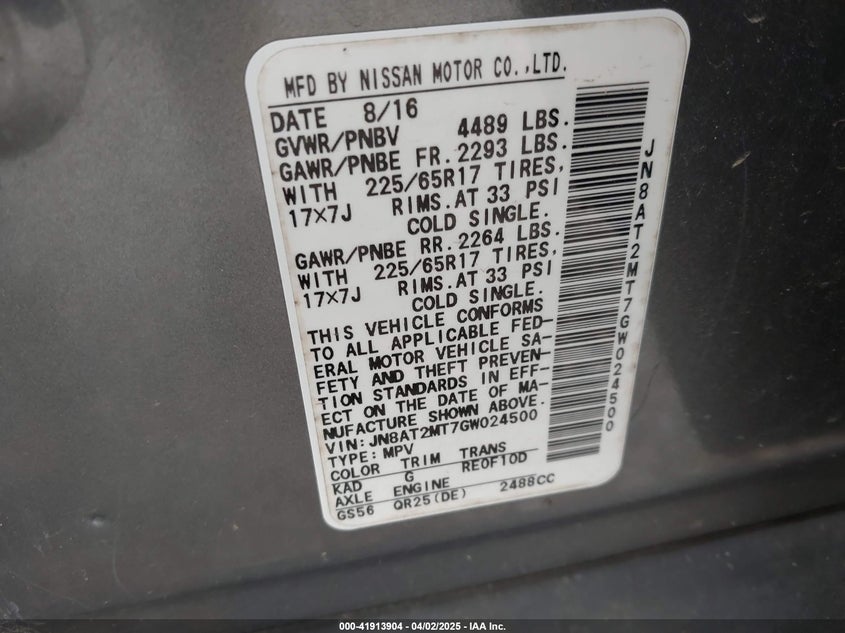 MFD BY NISSAN MOTOR CO.,LTD.
DATE 8/16
GVWR/PNBV 4489 LBS.
GAWR/PNBE FR. 2293 LBS.
WITH 225/65R17 TIRES,
17X7J RIMS.AT 33 PSI
COLD SINGLE.
GAWR/PNBE RR. 2264 LBS.
WITH 225/65R17 TIRES,
17X7J RIMS.AT 33 PSI
COLD SINGLE.
THIS VEHICLE CONFORMS
TO ALL APPLICABLE FED-
ERAL MOTOR VEHICLE SA-
FETY AND THEFT PREVEN-
TION STANDARDS IN EFF-
ECT ON THE DATE OF MA-
NUFACTURE SHOWN ABOVE.
VIN:JN8AT2MT7GW024500
TYPE:MPV
COLOR TRIM TRANS
KAD G RE0F10D
AXLE ENGINE
GS56 QR25(DE) 2488CC
JN8AT2MT7GW024500
000-41913904 - 04/02/2025 - IAA Inc.